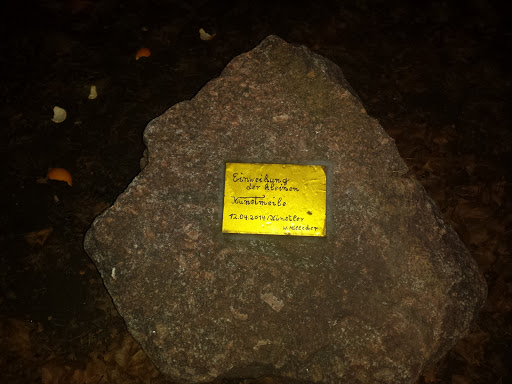 Einweihung
der kleinen
Kunstmeile
12.04.2014/Künstler